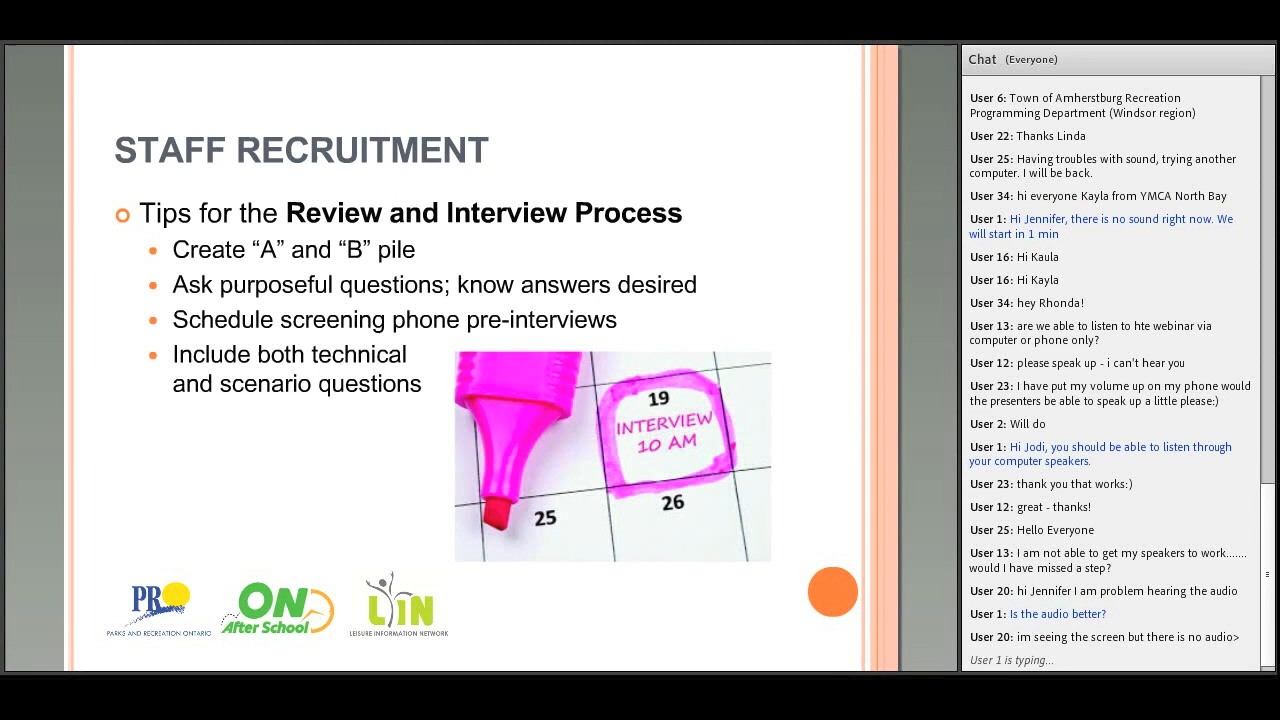 STAFF RECRUITMENT
Tips for the Review and Interview Process
Create “A” and “B” pile
Ask purposeful questions; know answers desired
Schedule screening phone pre-interviews
Include both technical
and scenario questions
19
INTERVIEW
10 AM
25
26
PRO
PARKS AND RECREATION ONTARIO
ON
After School
LIN
LEISURE INFORMATION NETWORK
Chat (Everyone)
User 6: Town of Amherstburg Recreation
Programming Department (Windsor region)
User 22: Thanks Linda
User 25: Having troubles with sound, trying another
computer. I will be back.
User 34: hi everyone Kayla from YMCA North Bay
User 1: Hi Jennifer, there is no sound right now. We
will start in 1 min
User 16: Hi Kaula
User 16: Hi Kayla
User 34: hey Rhonda!
User 13: are we able to listen to hte webinar via
computer or phone only?
User 12: please speak up - i can't hear you
User 23: I have put my volume up on my phone would
the presenters be able to speak up a little please:)
User 2: Will do
User 1: Hi Jodi, you should be able to listen through
your computer speakers.
User 23: thank you that works:)
User 12: great - thanks!
User 25: Hello Everyone
User 13: I am not able to get my speakers to work.......
would I have missed a step?
User 20: hi Jennifer I am problem hearing the audio
User 1: Is the audio better?
User 20: im seeing the screen but there is no audio>
User 1 is typing...